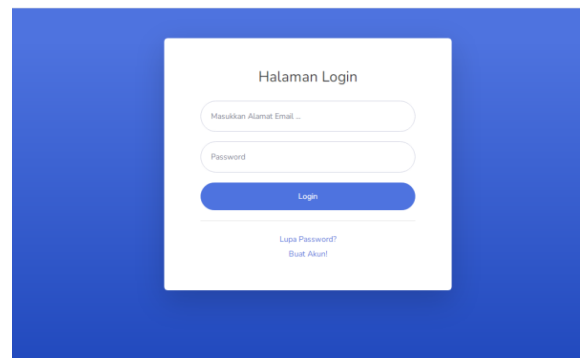 Halaman Login
Masukkan Alamat Email ...
Password
Login
Lupa Password?
Buat Akun!